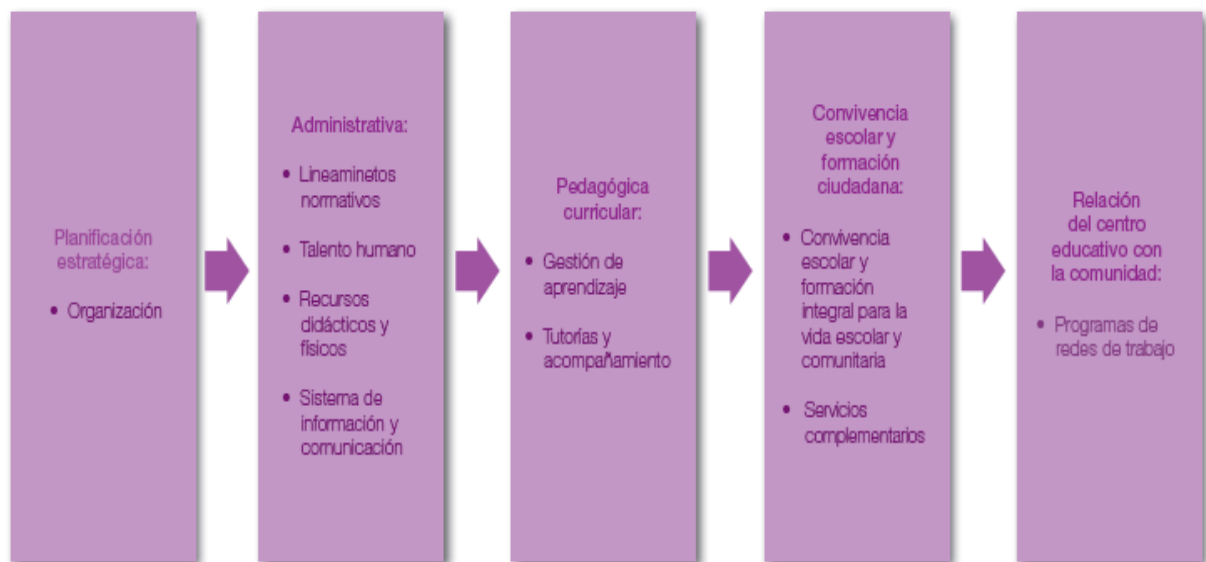 Planificación
estratégica:
• Organización
Administrativa:
• Lineaminetos
normativos
• Talento humano
• Recursos
didácticos y
físicos
• Sistema de
información y
comunicación
Pedagógica
curricular:
• Gestión de
aprendizaje
• Tutorías y
acompañamiento
Convivencia
escolar y
formación
ciudadana:
• Convivencia
escolar y
formación
integral para la
vida escolar y
comunitaria
• Servicios
complementarios
Relación
del centro
educativo con
la comunidad:
• Programas de
redes de trabajo